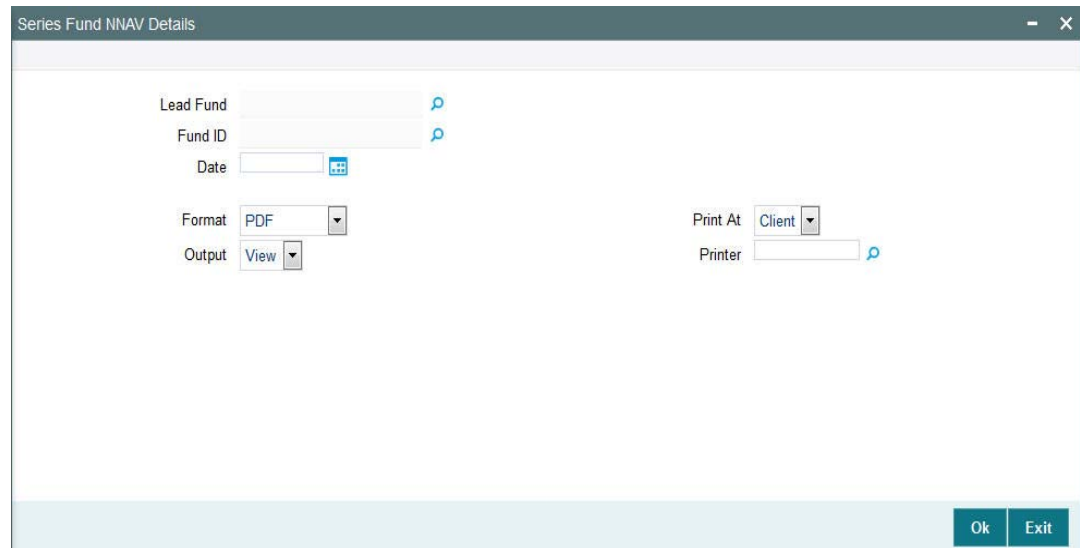 Series Fund NNAV Details
Lead Fund
Fund ID
Date
Format PDF Print At Client
Output View Printer
Ok Exit